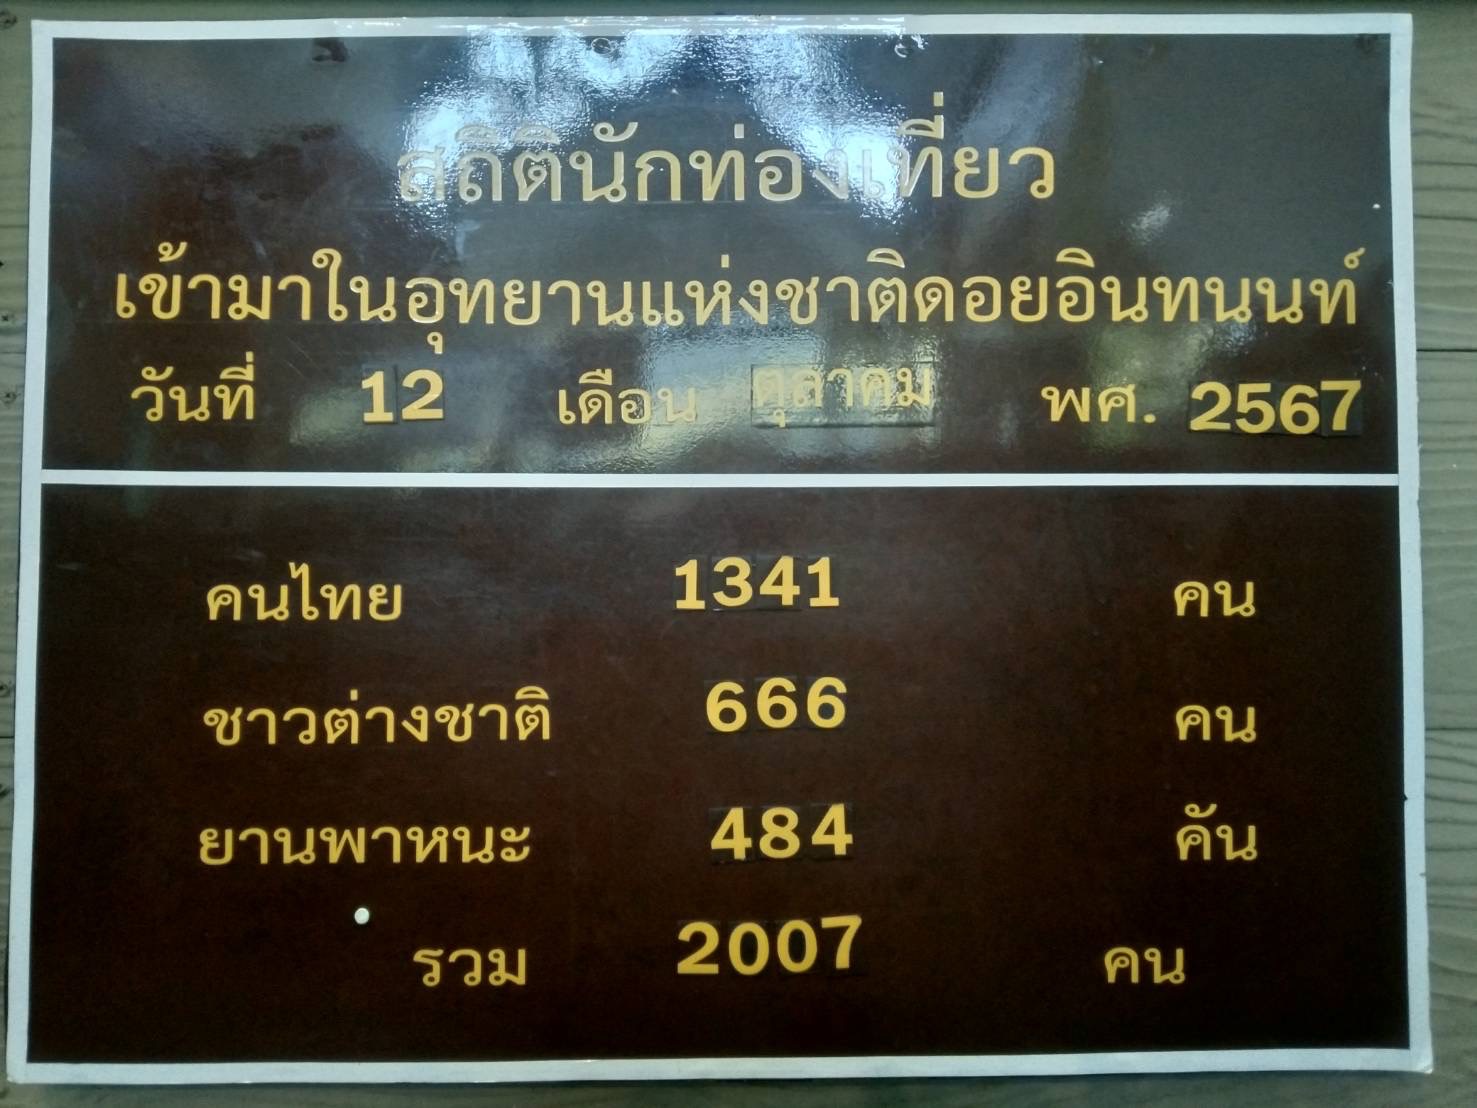 สถิตินักท่องเที่ยว
เข้ามาในอุทยานแห่งชาติดอยอินทนนท์
วันที่ 12 เดือน ตุลาคม พศ. 2567
คนไทย 1341 คน
ชาวต่างชาติ 666 คน
ยานพาหนะ 484 คัน
รวม 2007 คน